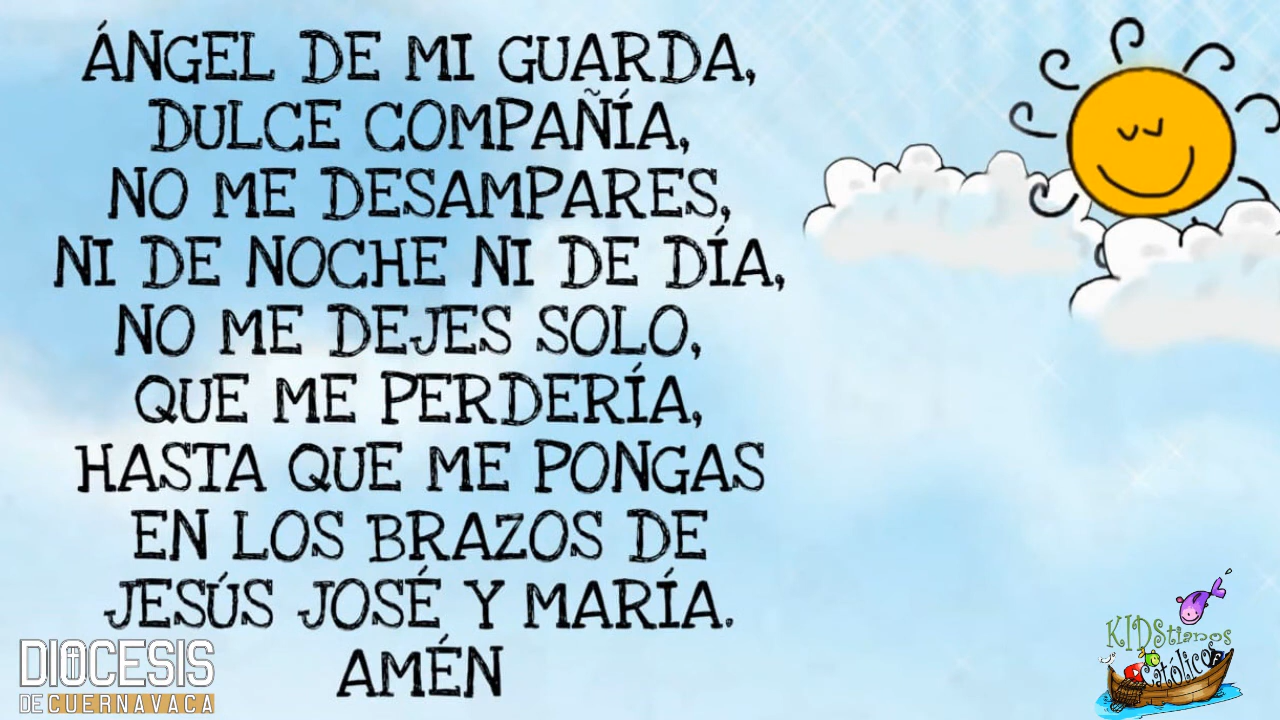 ÁNGEL DE MI GUARDA,
DULCE COMPAÑÍA,
NO ME DESAMPARES,
NI DE NOCHE NI DE DÍA,
NO ME DEJES SOLO,
QUE ME PERDERÍA,
HASTA QUE ME PONGAS
EN LOS BRAZOS DE
JESÚS JOSÉ Y MARÍA.
AMÉN
DIOCESIS
DE CUERNAVACA
KIDStianos
Católicos